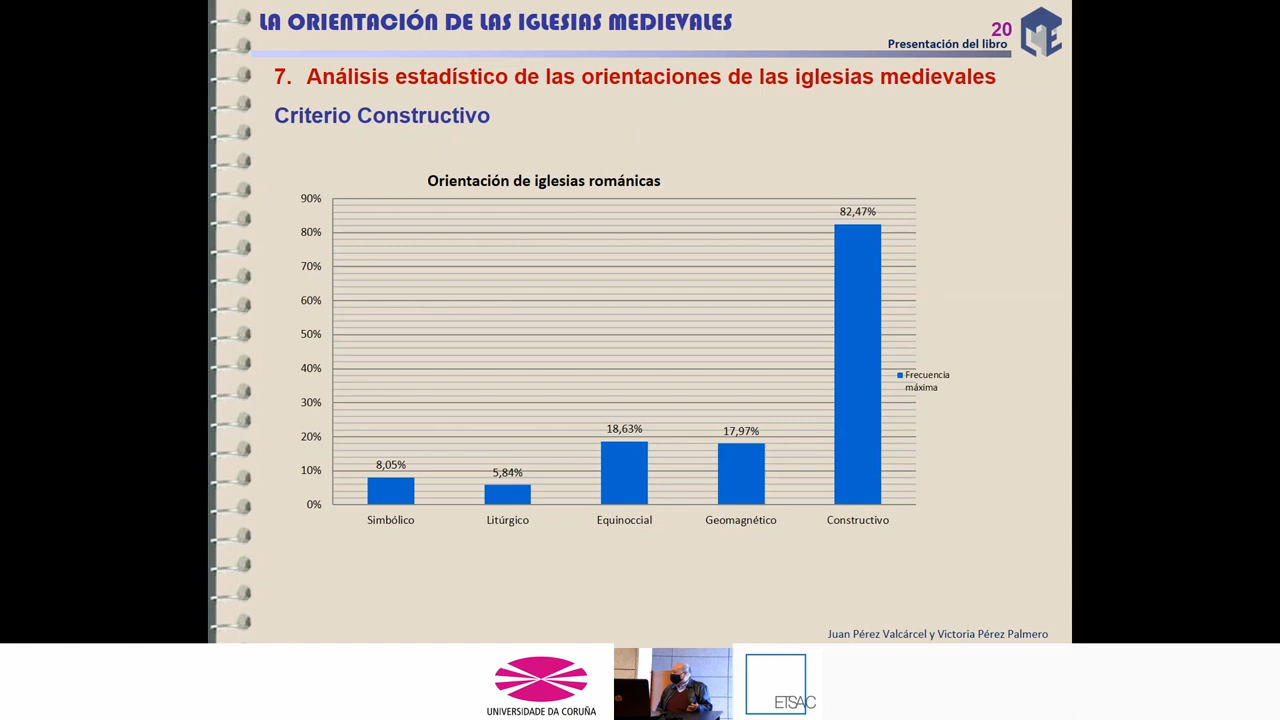 LA ORIENTACIÓN DE LAS IGLESIAS MEDIEVALES
20
Presentación del libro
7. Análisis estadístico de las orientaciones de las iglesias medievales
Criterio Constructivo
Orientación de iglesias románicas
90%
80%
70%
60%
50%
40%
30%
20%
10%
0%
8,05%
5,84%
18,63%
17,97%
82,47%
Simbólico
Litúrgico
Equinoccial
Geomagnético
Constructivo
Frecuencia
máxima
Juan Pérez Valcárcel y Victoria Pérez Palmero
UNIVERSIDADE DA CORUÑA
ETSAC